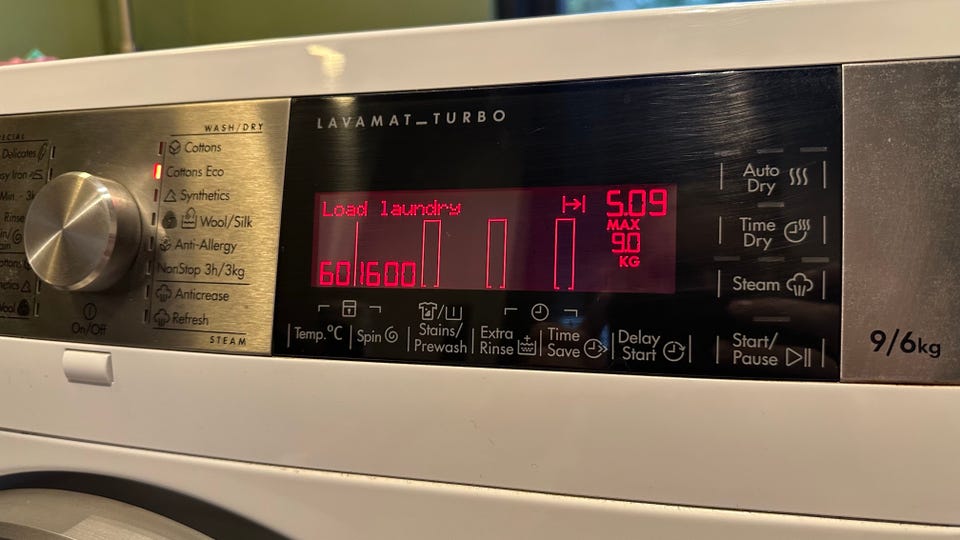 LAVAMAT_TURBO
WASH/DRY
Cottons
Cottons Eco
Synthetics
Wool/Silk
Anti-Allergy
NonStop 3h/3kg
Anticrease
Refresh
STEAM
Delicates
Rinse
On/Off
Load laundry
5.09
MAX
9.0
KG
60 1600
Temp.°C
Spin
Stains/
Prewash
Extra
Rinse
Time
Save
Delay
Start
Auto
Dry
Time
Dry
Steam
Start/
Pause
9/6kg